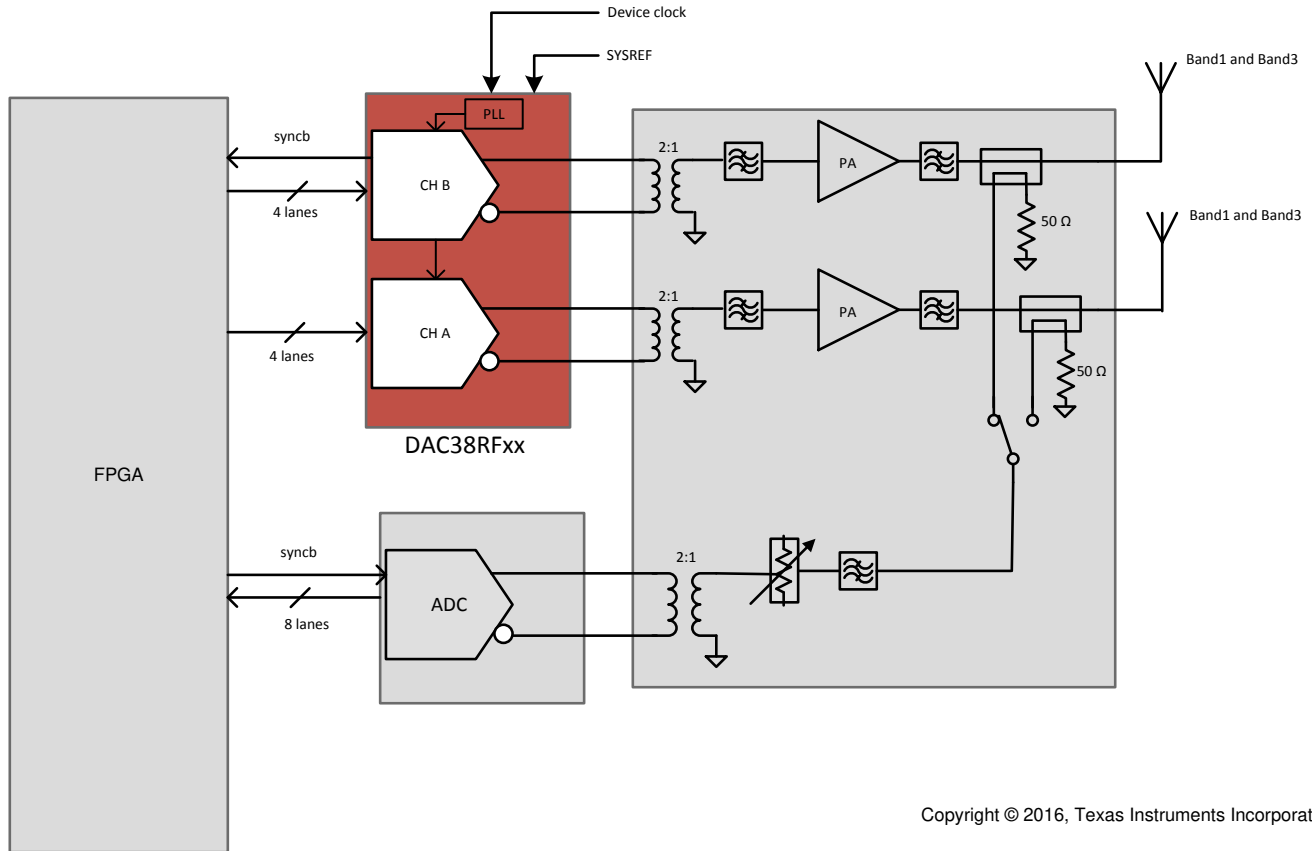 Device clock
SYSREF
Band1 and Band3
PLL
syncb
CH B
4 lanes
2:1
PA
50 Ω
Band1 and Band3
2:1
CH A
4 lanes
PA
50 Ω
DAC38RFxx
FPGA
syncb
8 lanes
ADC
2:1
Copyright © 2016, Texas Instruments Incorporat